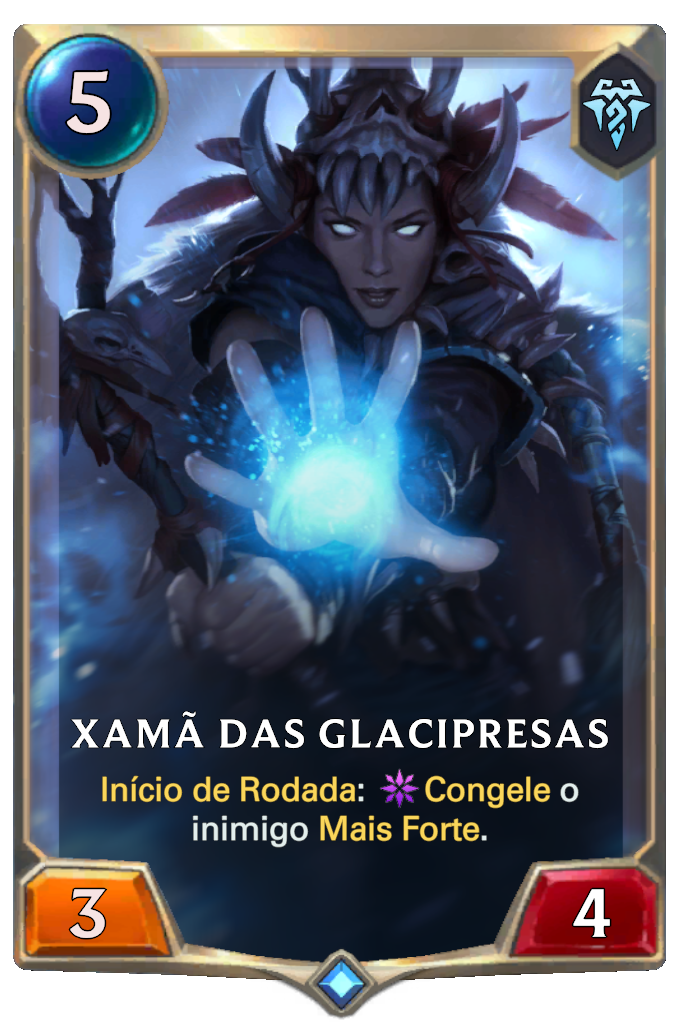 5
XAMÃ DAS GLACIPRESAS
Início de Rodada: Congele o
inimigo Mais Forte.
3
4